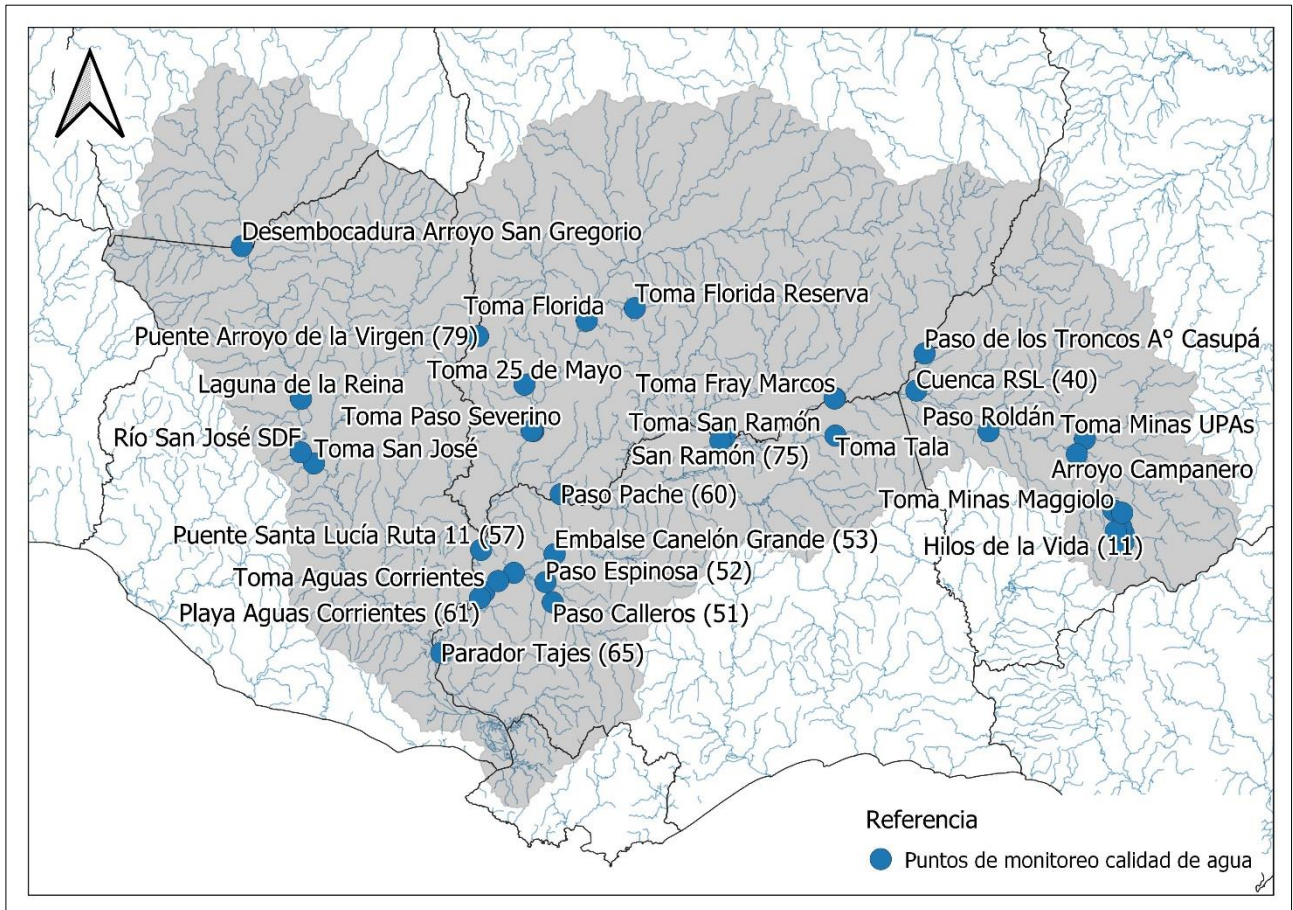 Desembocadura Arroyo San Gregorio
Toma Florida Reserva
Toma Florida
Puente Arroyo de la Virgen (79)
Paso de los Troncos A° Casupá
Toma 25 de Mayo
Laguna de la Reina
Toma Fray Marcos
Cuenca RSL (40)
Toma Paso Severino
Toma San Ramón
Paso Roldán
Toma Minas UPAs
Río San José SDF
Toma San José
San Ramón (75)
Toma Tala
Arroyo Campanero
Paso Pache (60)
Toma Minas Maggiolo
Puente Santa Lucía Ruta 11 (57)
Embalse Canelón Grande (53)
Hilos de la Vida (11)
Toma Aguas Corrientes
Paso Espinosa (52)
Playa Aguas Corrientes (61)
Paso Calleros (51)
Parador Tajes (65)
Referencia
Puntos de monitoreo calidad de agua